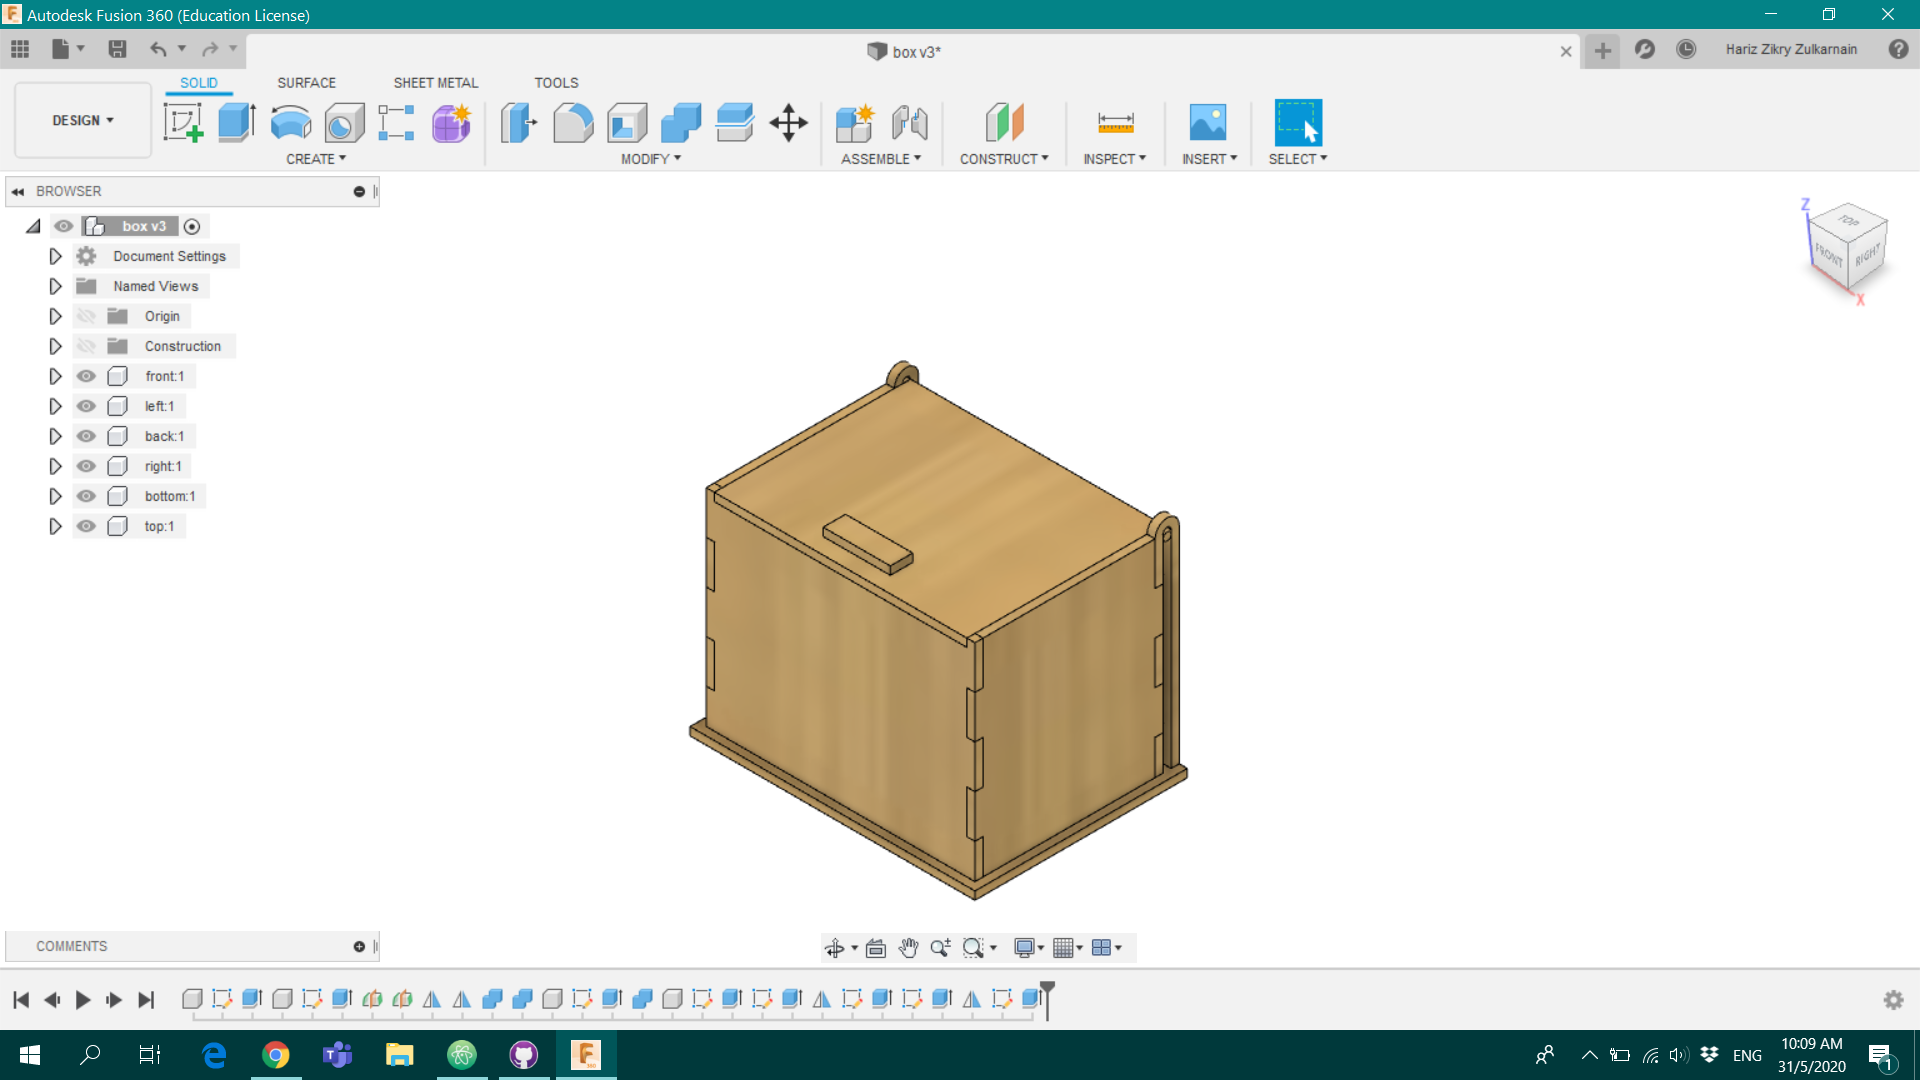 Autodesk Fusion 360 (Education License)
box v3*
Hariz Zikry Zulkarnain
SOLID SURFACE SHEET METAL TOOLS
DESIGN
CREATE MODIFY ASSEMBLE CONSTRUCT INSPECT INSERT SELECT
BROWSER
box v3
Document Settings
Named Views
Origin
Construction
front:1
left:1
back:1
right:1
bottom:1
top:1
Z
TOP
FRONT
RIGHT
X
COMMENTS
ENG
10:09 AM
31/5/2020
1